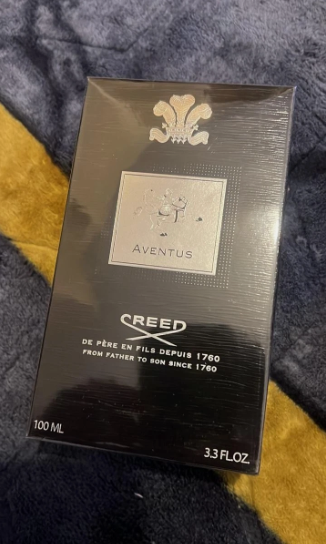 AVENTUS
CREED
DE PÈRE EN FILS DEPUIS 1760
FROM FATHER TO SON SINCE 1760
100 ML
3.3 FL.OZ.